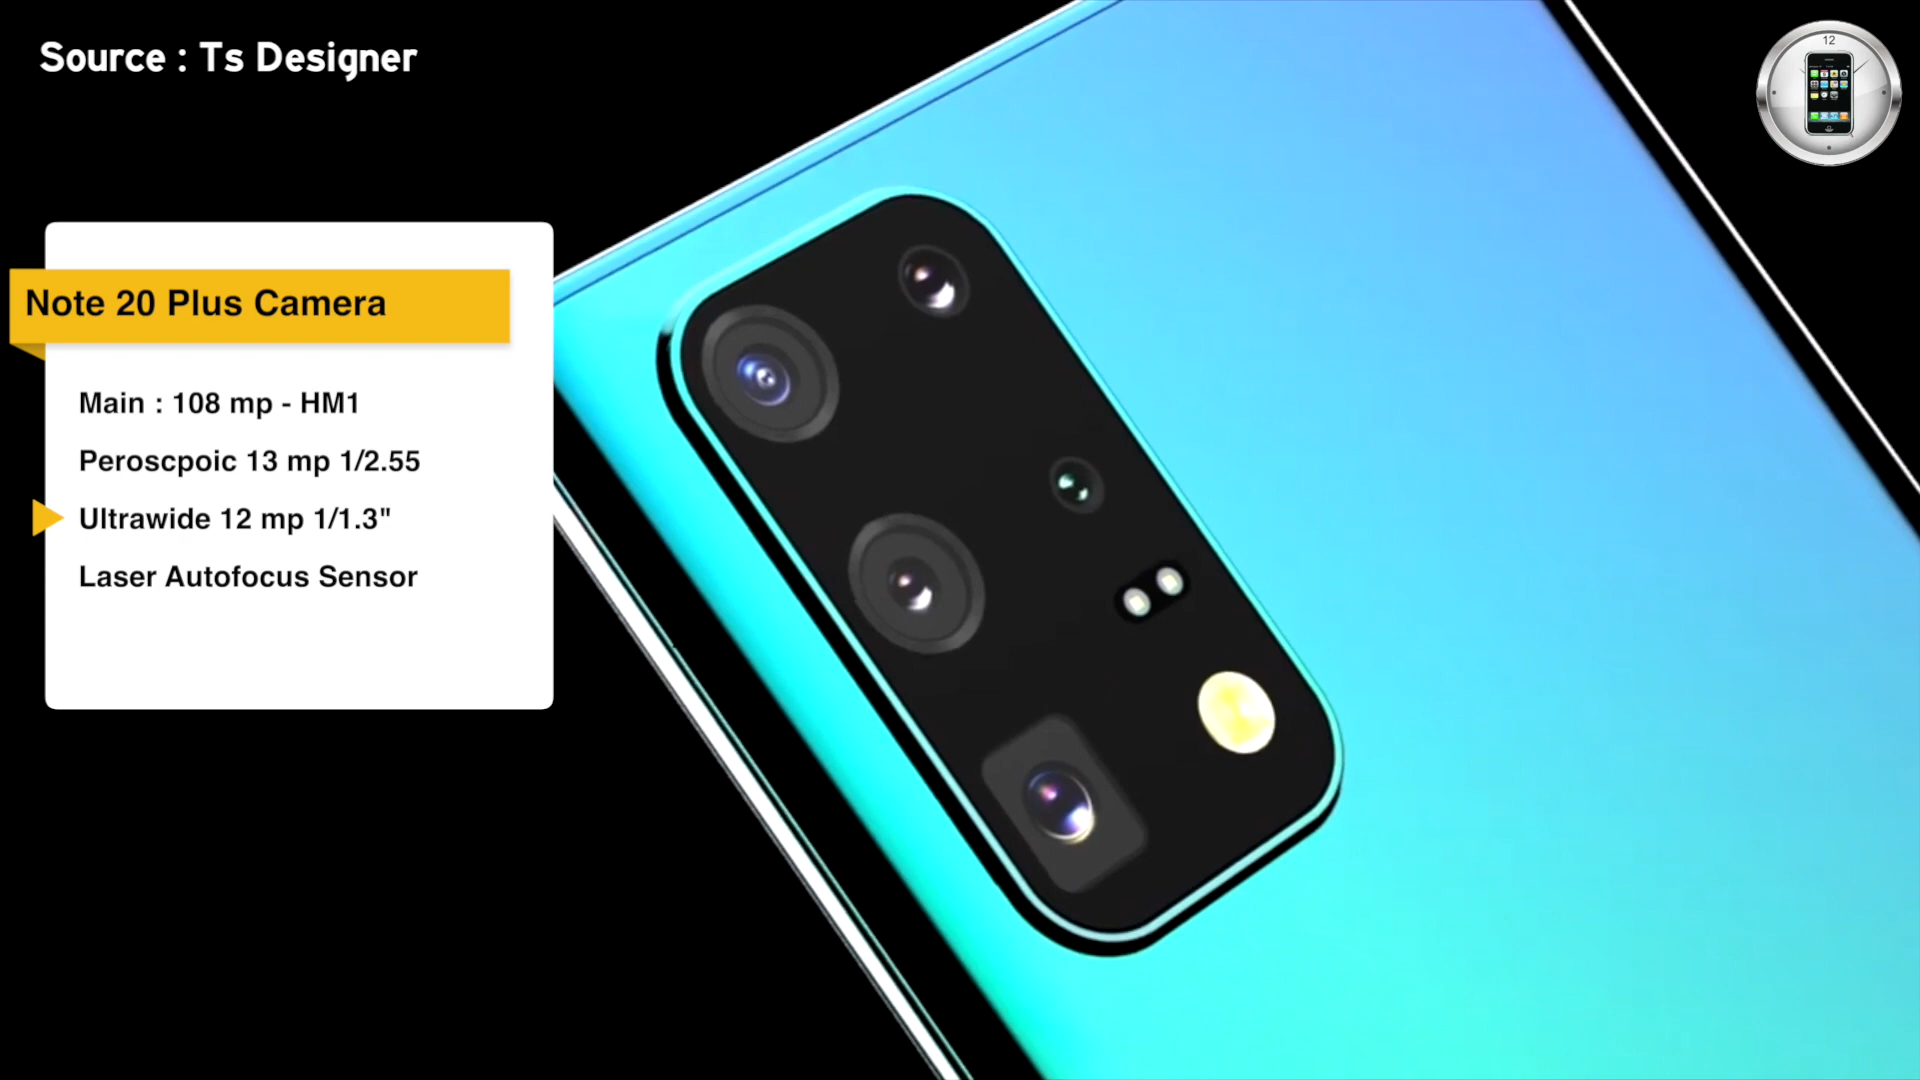 Source : Ts Designer
12
Note 20 Plus Camera
Main : 108 mp - HM1
Peroscpoic 13 mp 1/2.55
Ultrawide 12 mp 1/1.3"
Laser Autofocus Sensor